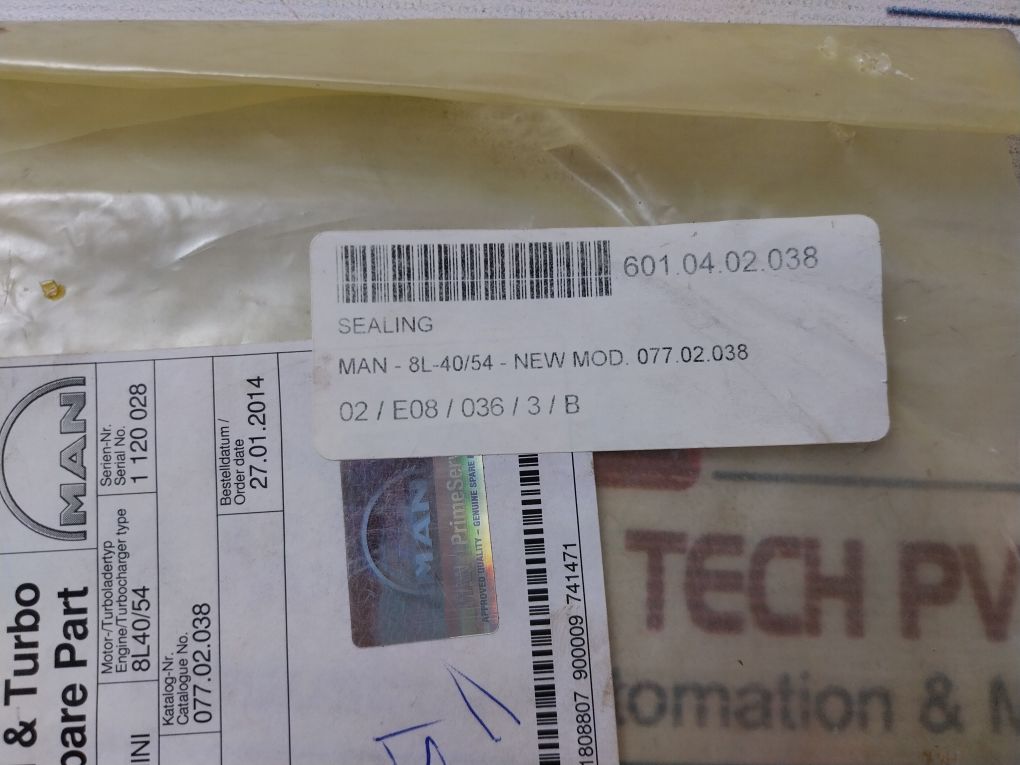 601.04.02.038
SEALING
MAN - 8L-40/54 - NEW MOD. 077.02.038
02 / E08 / 036 / 3 / B
MAN
Serien-Nr.
Serial No.
1 120 028
Bestelldatum /
Order date
27.01.2014
Motor-/Turboladertyp
Engine/Turbocharger type
8L40/54
Katalog-Nr.
Catalogue No.
077.02.038
& Turbo
pare Part
INI
MAN
PrimeServ
APPROVED QUALITY – GENUINE SPARE
1808807 900009 741471
TECH PV
tomation & M